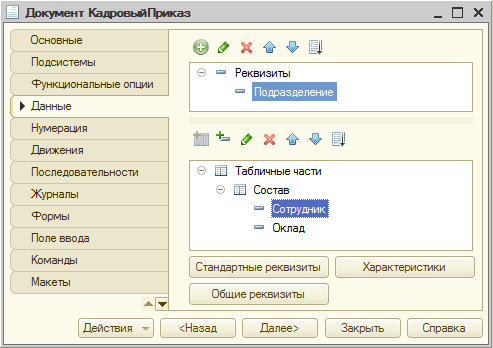 Документ КадровыйПриказ
Основные
Подсистемы
Функциональные опции
Данные
Нумерация
Движения
Последовательности
Журналы
Формы
Поле ввода
Команды
Макеты
Реквизиты
Подразделение
Табличные части
Состав
Сотрудник
Оклад
Стандартные реквизиты
Характеристики
Общие реквизиты
Действия
<Назад
Далее>
Закрыть
Справка